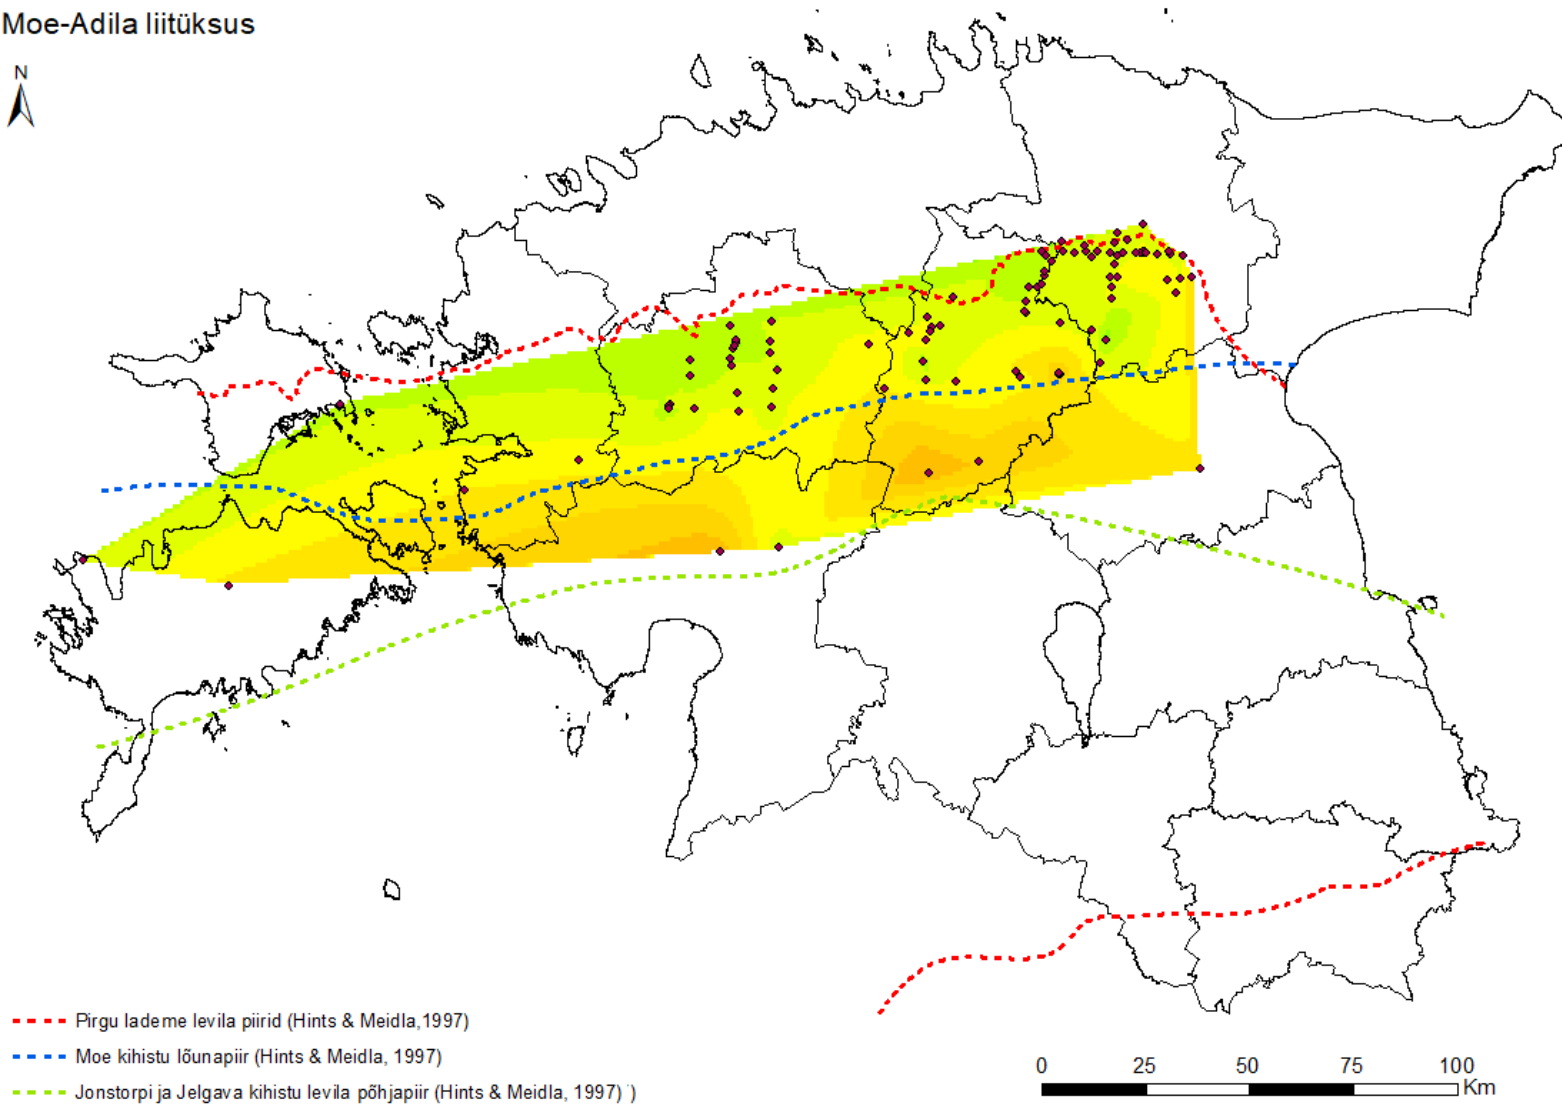 Moe-Adila liitüksus
N
Pirgu lademe levila piirid (Hints & Meidla,1997)
Moe kihistu lõunapiir (Hints & Meidla, 1997)
Jonstorpi ja Jelgava kihistu levila põhjapiir (Hints & Meidla, 1997) ’)
0 25 50 75 100
Km